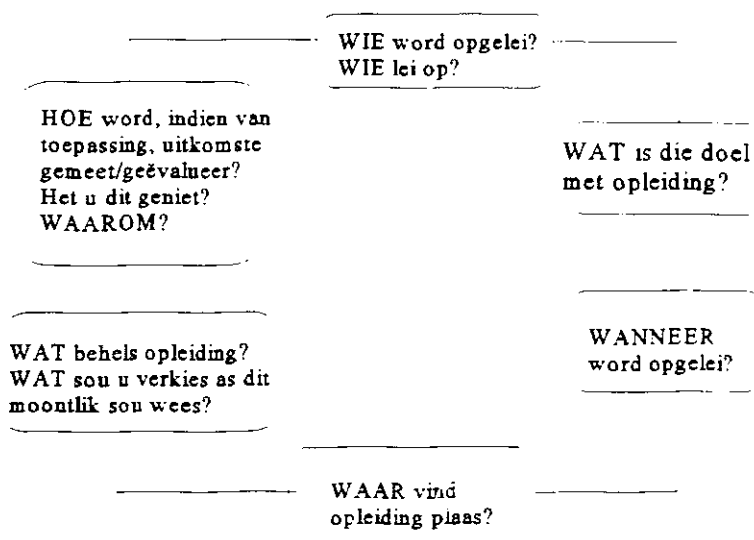 WIE word opgelei?
WIE lei op?
HOE word, indien van
toepassing, uitkomste
gemeet/geëvalueer?
Het u dit geniet?
WAAROM?
WAT is die doel
met opleiding?
WANNEER
word opgelei?
WAT behels opleiding?
WAT sou u verkies as dit
moontlik sou wees?
WAAR vind
opleiding plaas?